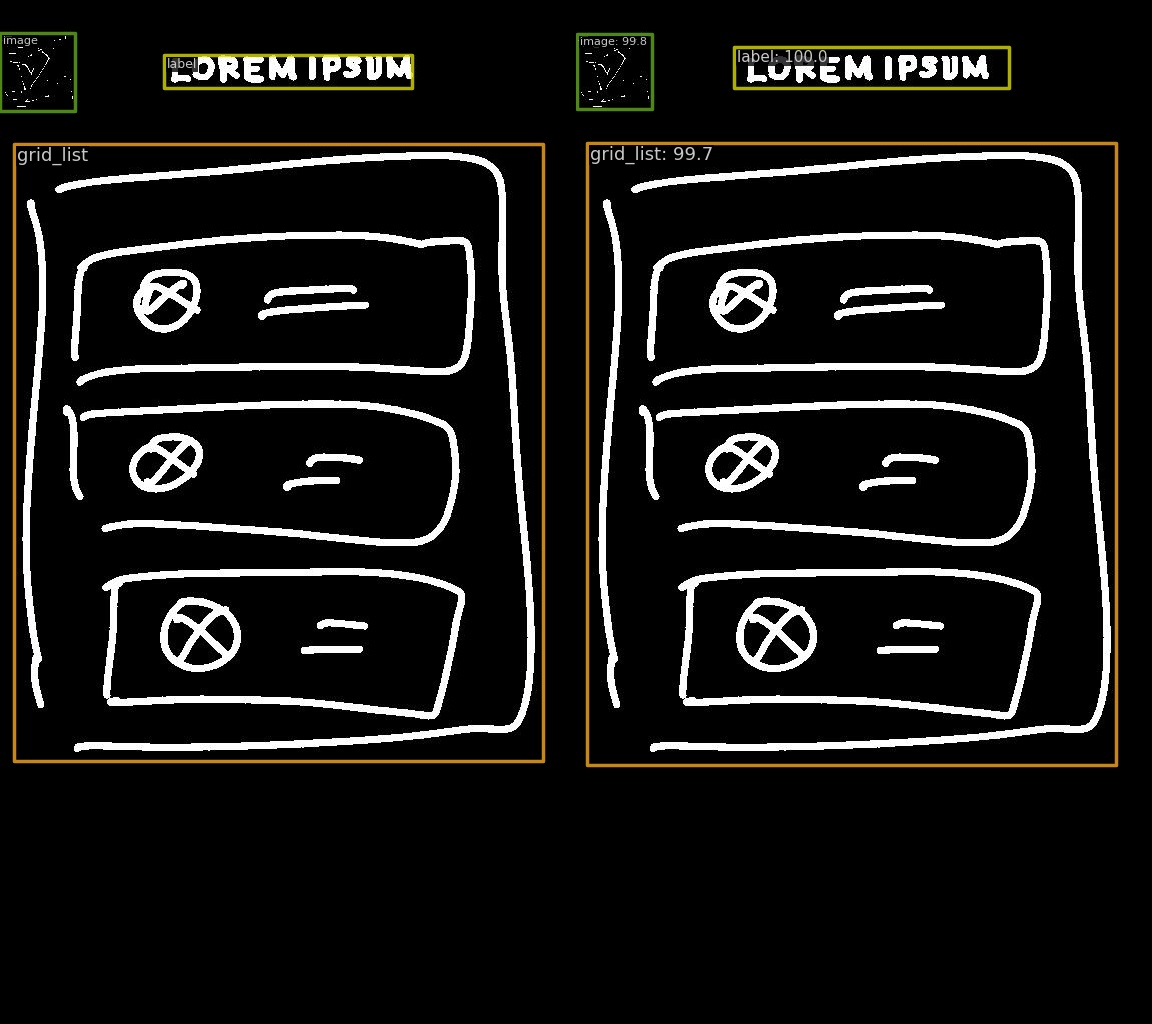 image
label
LOREM IPSUM
grid_list
image: 99.8
label: 100.0
LOREM IPSUM
grid_list: 99.7